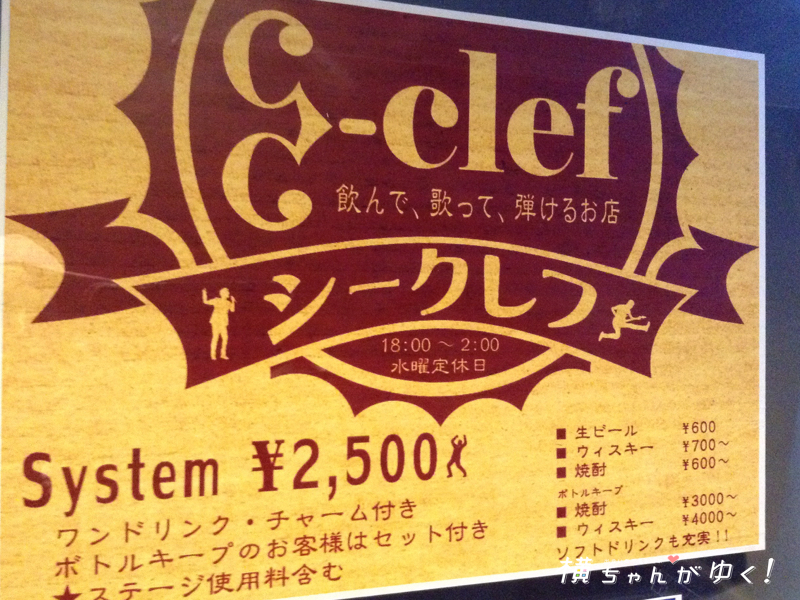 C-clef
飲んで、歌って、弾けるお店
シークレフ
18:00 〜 2:00
水曜定休日
System ¥2,500
ワンドリンク・チャーム付き
ボトルキープのお客様はセット付き
★ステージ使用料含む
■ 生ビール ¥600
■ ウィスキー ¥700〜
■ 焼酎 ¥600〜
ボトルキープ
■ 焼酎 ¥3000〜
■ ウィスキー ¥4000〜
ソフトドリンクも充実!!
横ちゃんがゆく!